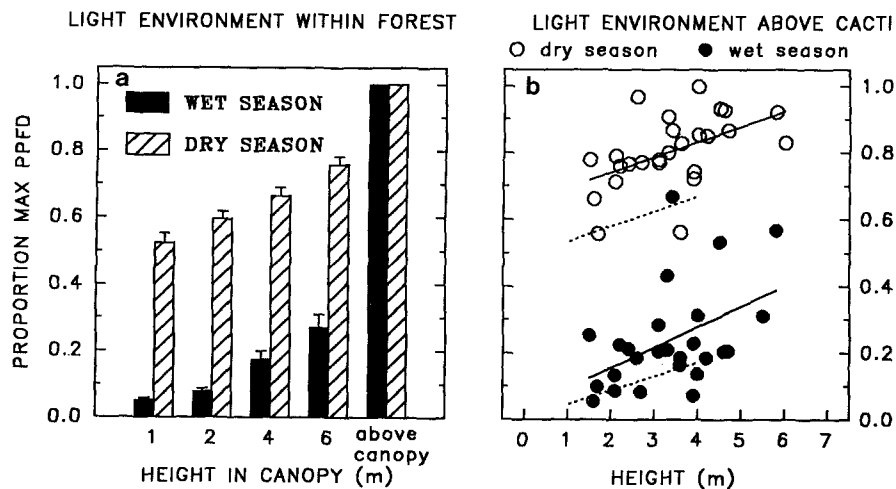 LIGHT ENVIRONMENT WITHIN FOREST
a
WET SEASON
DRY SEASON
PROPORTION MAX PPFD
1.0
0.8
0.6
0.4
0.2
0.0
1 2 4 6 above canopy
HEIGHT IN CANOPY (m)
LIGHT ENVIRONMENT ABOVE CACTI
dry season wet season
b
1.0
0.8
0.6
0.4
0.2
0.0
0 1 2 3 4 5 6 7
HEIGHT (m)